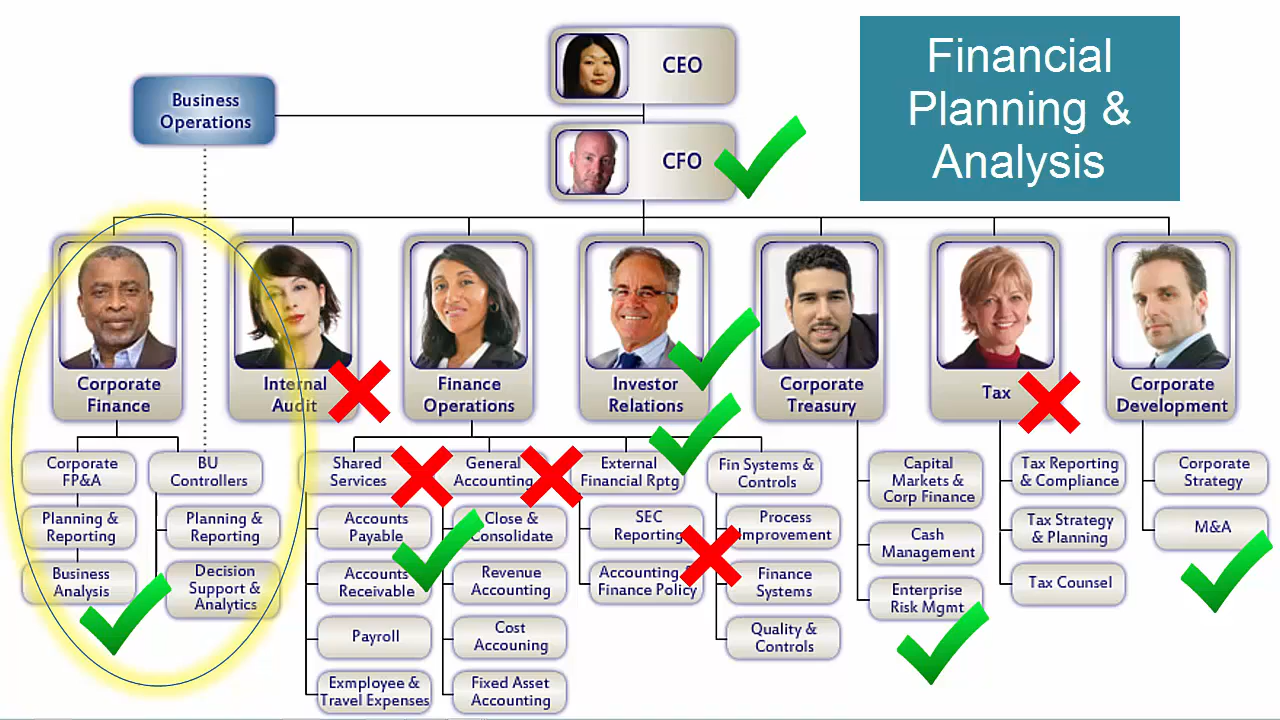 CEO
Financial
Planning &
Analysis
Business
Operations
CFO
Corporate
Finance
Internal
Audit
Finance
Operations
Investor
Relations
Corporate
Treasury
Tax
Corporate
Development
Corporate
FP&A
Planning &
Reporting
Business
Analysis
BU
Controllers
Planning &
Reporting
Decision
Support &
Analytics
Shared
Services
Accounts
Payable
Accounts
Receivable
Payroll
Exmployee &
Travel Expenses
General
Accounting
Close &
Consolidate
Revenue
Accounting
Cost
Accouning
Fixed Asset
Accounting
External
Financial Rptg
SEC
Reporting
Accounting &
Finance Policy
Fin Systems &
Controls
Process
Improvement
Finance
Systems
Quality &
Controls
Capital
Markets &
Corp Finance
Cash
Management
Enterprise
Risk Mgmt
Tax Reporting
& Compliance
Tax Strategy
& Planning
Tax Counsel
Corporate
Strategy
M&A